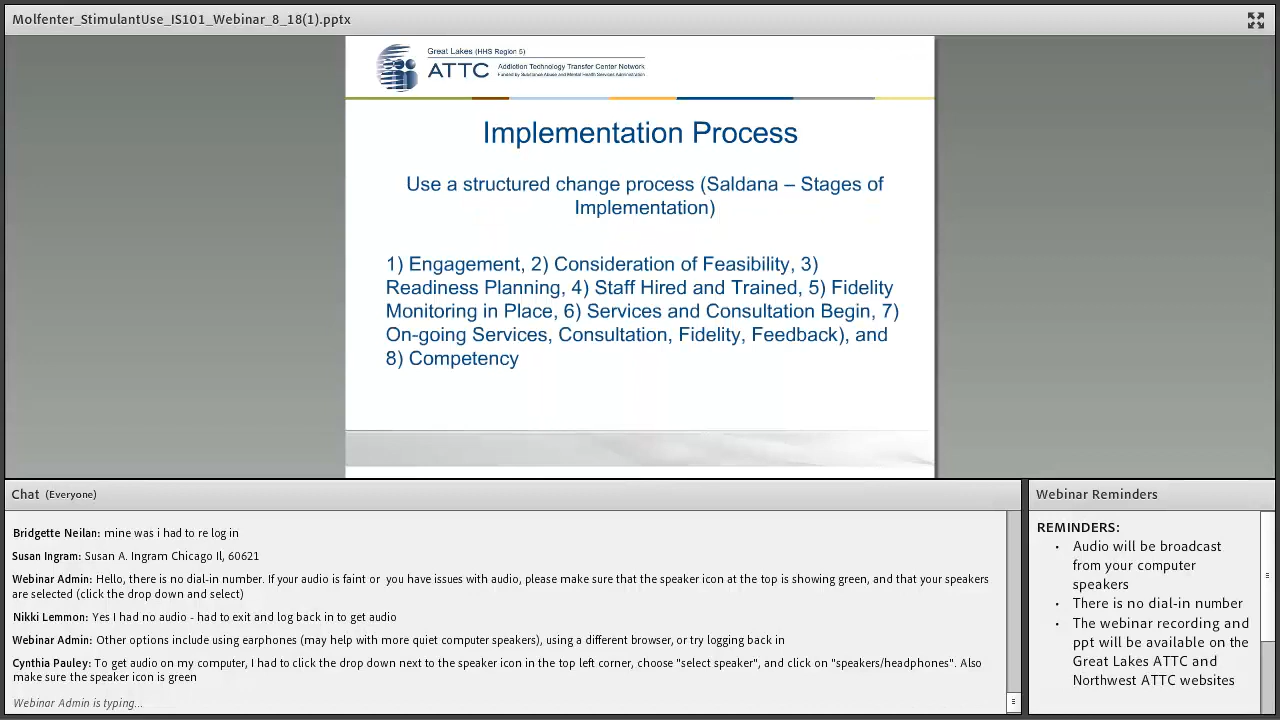 Molfenter_StimulantUse_IS101_Webinar_8_18(1).pptx
Great Lakes (HHS Region 5)
ATTC
Addiction Technology Transfer Center Network
Funded by Substance Abuse and Mental Health Services Administration
Implementation Process
Use a structured change process (Saldana – Stages of
Implementation)
1) Engagement, 2) Consideration of Feasibility, 3)
Readiness Planning, 4) Staff Hired and Trained, 5) Fidelity
Monitoring in Place, 6) Services and Consultation Begin, 7)
On-going Services, Consultation, Fidelity, Feedback), and
8) Competency
Chat (Everyone)
Bridgette Neilan: mine was i had to re log in
Susan Ingram: Susan A. Ingram Chicago Il, 60621
Webinar Admin: Hello, there is no dial-in number. If your audio is faint or  you have issues with audio, please make sure that the speaker icon at the top is showing green, and that your speakers
are selected (click the drop down and select)
Nikki Lemmon: Yes I had no audio - had to exit and log back in to get audio
Webinar Admin: Other options include using earphones (may help with more quiet computer speakers), using a different browser, or try logging back in
Cynthia Pauley: To get audio on my computer, I had to click the drop down next to the speaker icon in the top left corner, choose "select speaker", and click on "speakers/headphones". Also
make sure the speaker icon is green
Webinar Admin is typing...
Webinar Reminders
REMINDERS:
• Audio will be broadcast
from your computer
speakers
• There is no dial-in number
• The webinar recording and
ppt will be available on the
Great Lakes ATTC and
Northwest ATTC websites